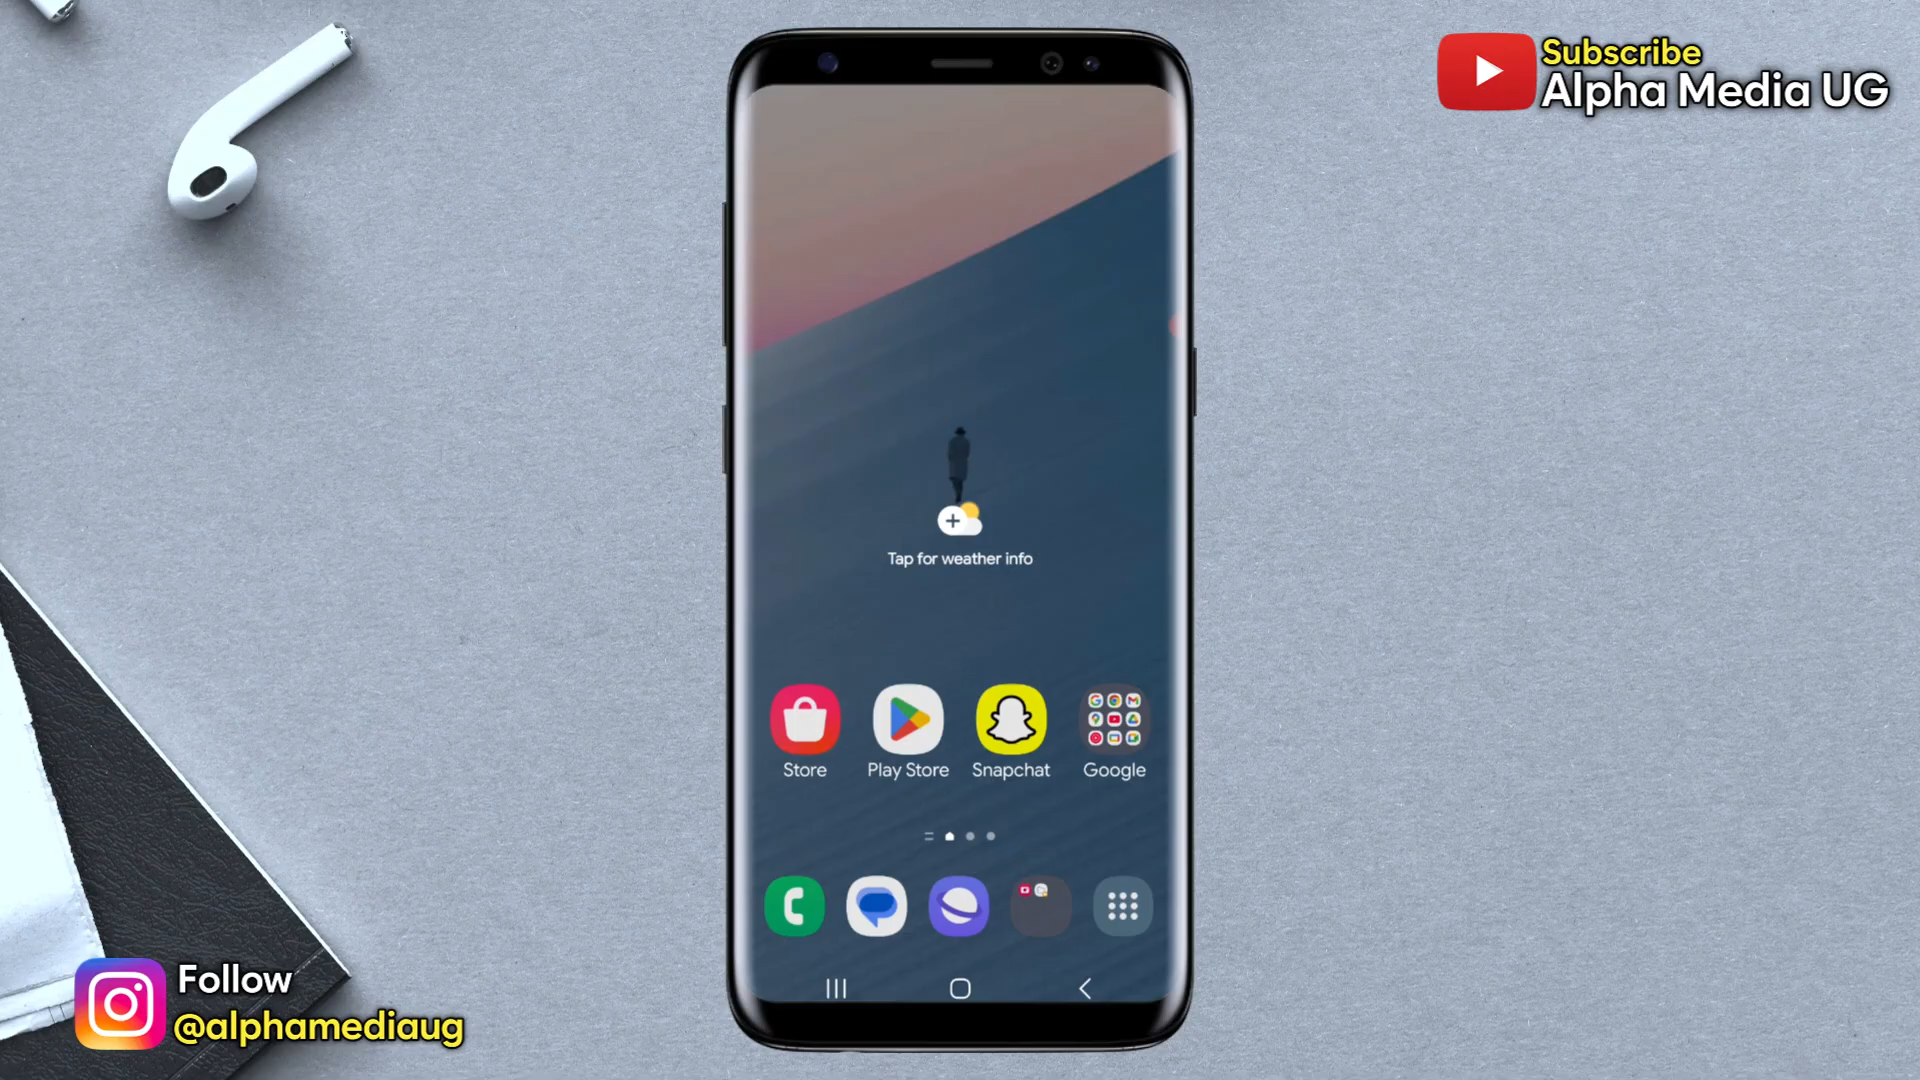 Subscribe
Alpha Media UG
Tap for weather info
Store
Play Store
Snapchat
Google
Follow
@alphamediaug